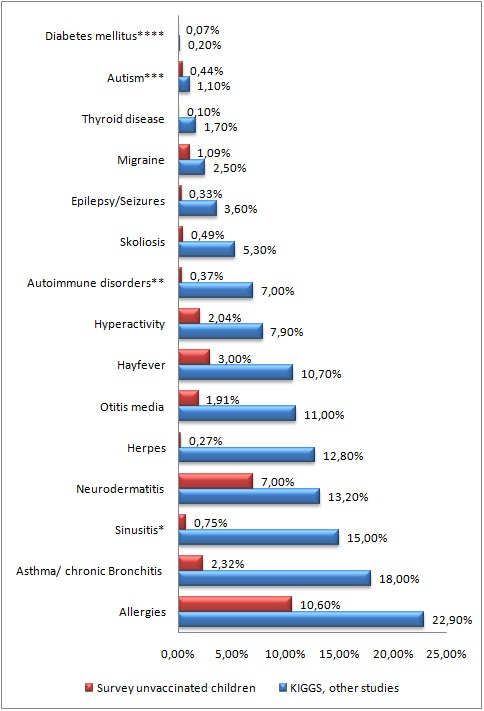 Diabetes mellitus****
0,07%
0,20%
Autism***
0,44%
1,10%
Thyroid disease
0,10%
1,70%
Migraine
1,09%
2,50%
Epilepsy/Seizures
0,33%
3,60%
Skoliosis
0,49%
5,30%
Autoimmune disorders**
0,37%
7,00%
Hyperactivity
2,04%
7,90%
Hayfever
3,00%
10,70%
Otitis media
1,91%
11,00%
Herpes
0,27%
12,80%
Neurodermatitis
7,00%
13,20%
Sinusitis*
0,75%
15,00%
Asthma/ chronic Bronchitis
2,32%
18,00%
Allergies
10,60%
22,90%
0,00% 5,00% 10,00% 15,00% 20,00% 25,00%
Survey unvaccinated children KIGGS, other studies